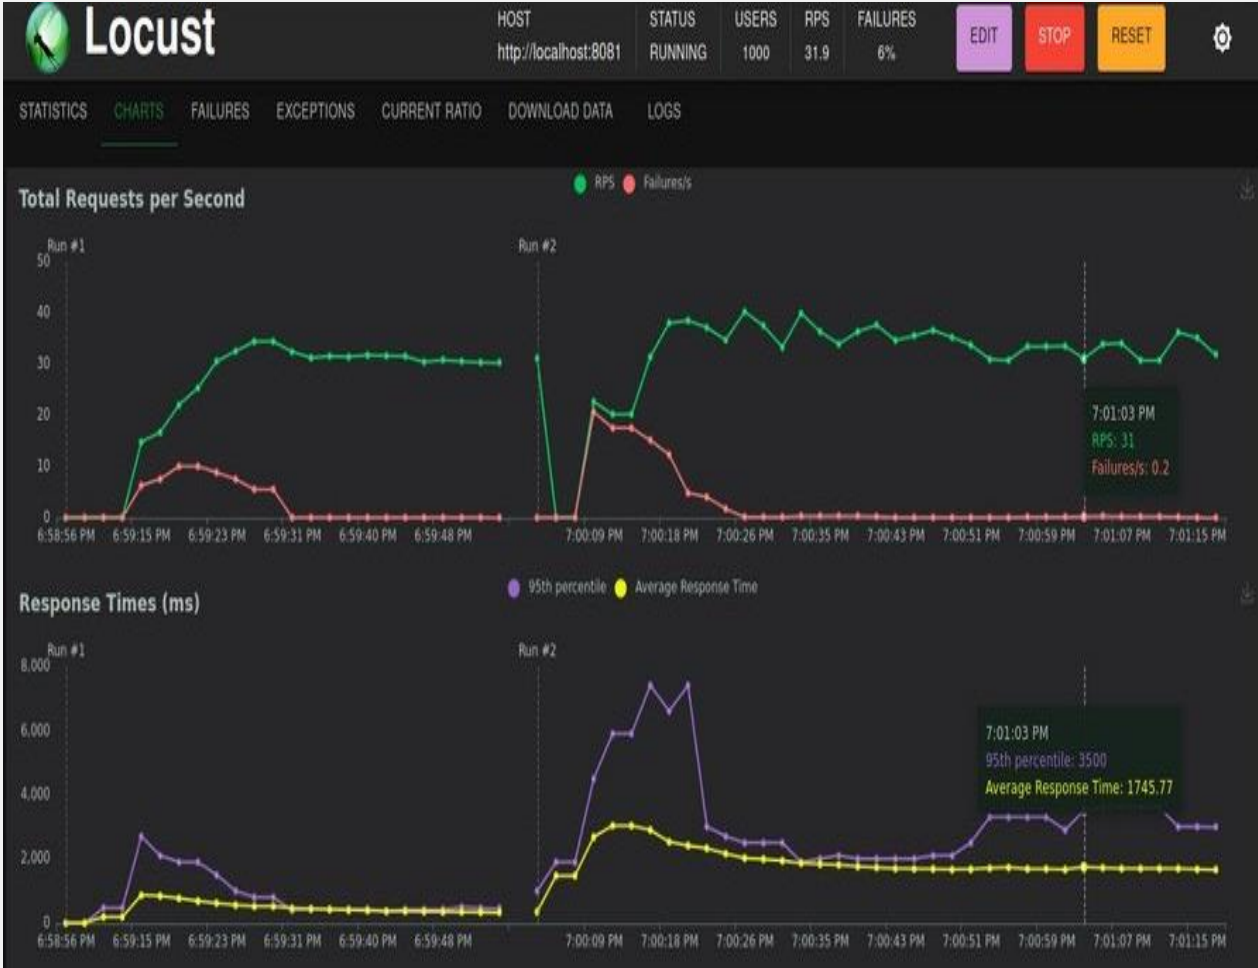 Locust
HOST
http://localhost:8081
STATUS
RUNNING
USERS
1000
RPS
31.9
FAILURES
6%
EDIT
STOP
RESET
STATISTICS CHARTS FAILURES EXCEPTIONS CURRENT RATIO DOWNLOAD DATA LOGS
Total Requests per Second
RPS Failures/s
Run #1 Run #2
50
40
30
20
10
0
7:01:03 PM
RPS: 31
Failures/s: 0.2
6:58:56 PM 6:59:15 PM 6:59:23 PM 6:59:31 PM 6:59:40 PM 6:59:48 PM 7:00:09 PM 7:00:18 PM 7:00:26 PM 7:00:35 PM 7:00:43 PM 7:00:51 PM 7:00:59 PM 7:01:07 PM 7:01:15 PM
Response Times (ms)
95th percentile Average Response Time
Run #1 Run #2
8,000
6,000
4,000
2,000
0
7:01:03 PM
95th percentile: 3500
Average Response Time: 1745.77
6:58:56 PM 6:59:15 PM 6:59:23 PM 6:59:31 PM 6:59:40 PM 6:59:48 PM 7:00:09 PM 7:00:18 PM 7:00:26 PM 7:00:35 PM 7:00:43 PM 7:00:51 PM 7:00:59 PM 7:01:07 PM 7:01:15 PM